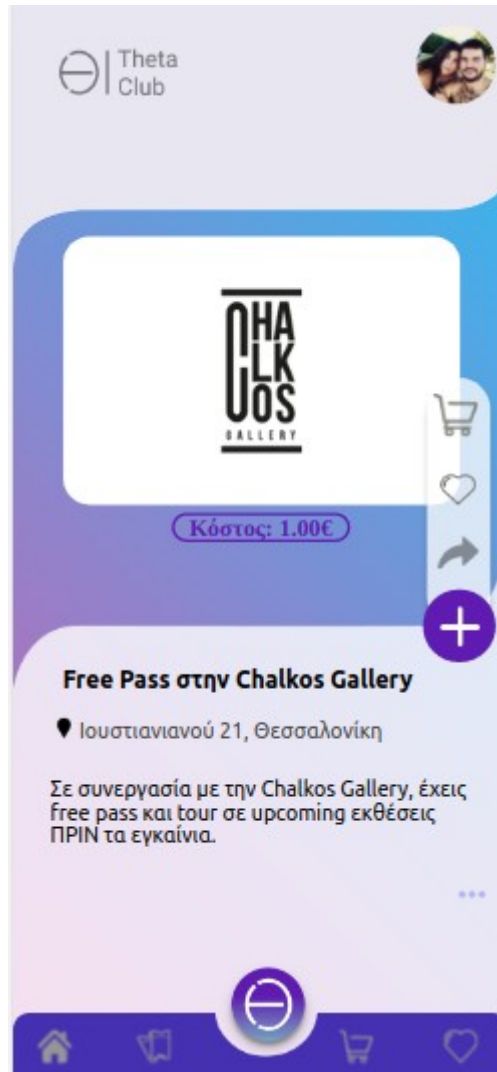 Theta
Club
CHA
LK
OS
GALLERY
Κόστος: 1.00€
Free Pass στην Chalkos Gallery
Ιουστιανιανού 21, Θεσσαλονίκη
Σε συνεργασία με την Chalkos Gallery, έχεις
free pass και tour σε upcoming εκθέσεις
ΠΡΙΝ τα εγκαίνια.